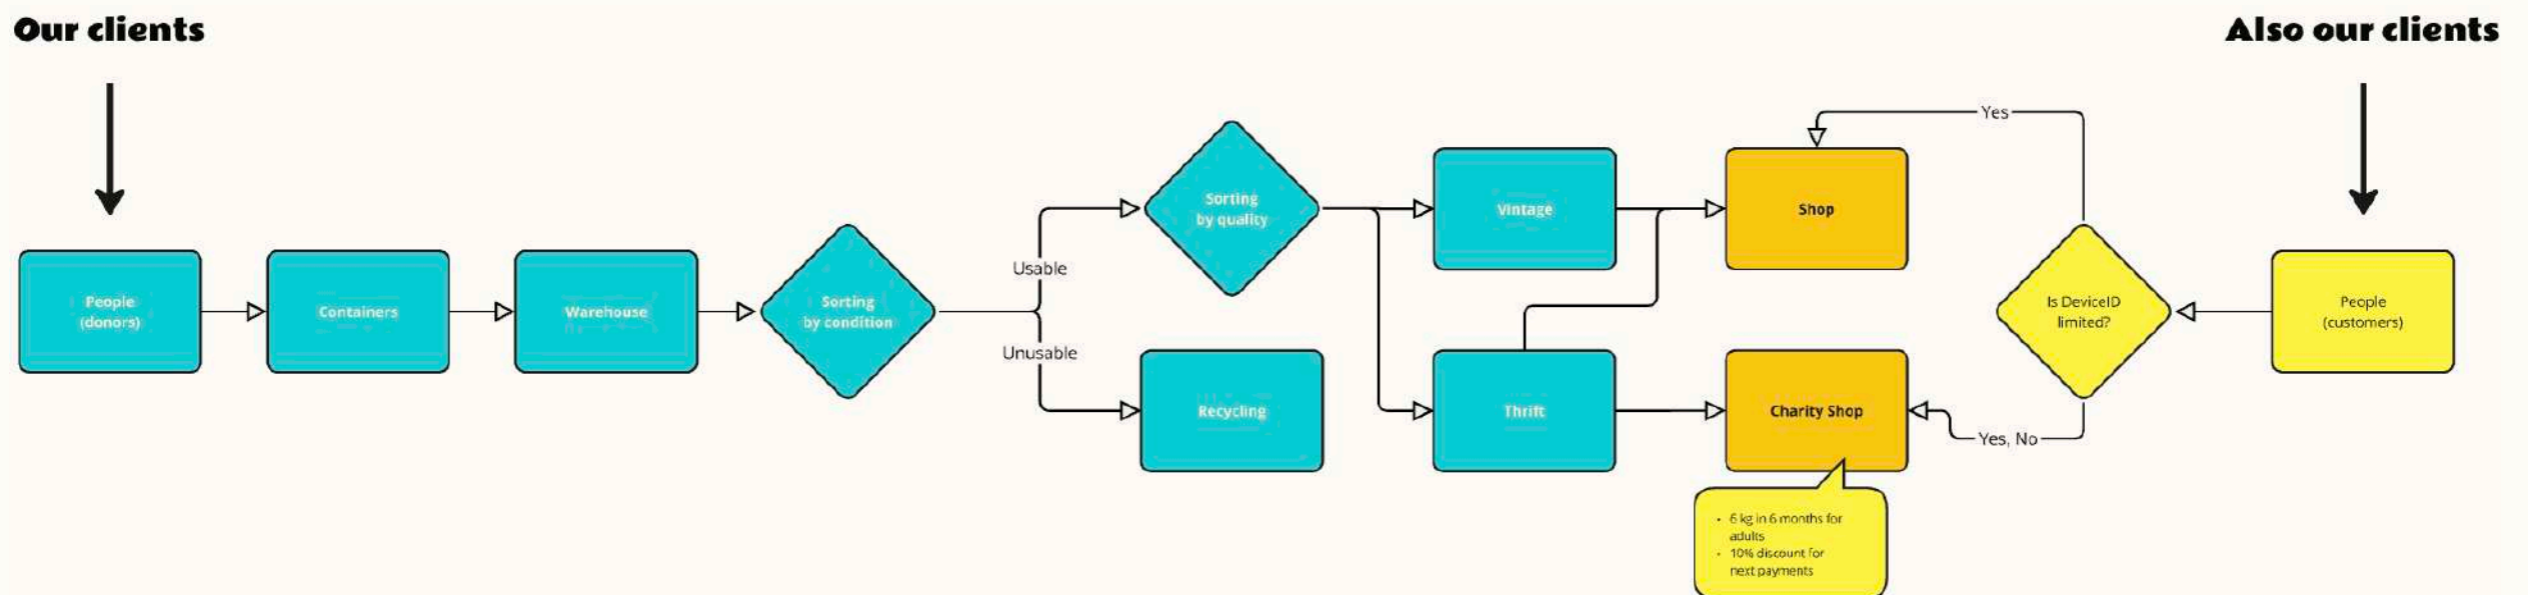 Our clients
Also our clients
People
(donors)
Containers
Warehouse
Sorting
by condition
Usable
Unusable
Sorting
by quality
Recycling
Vintage
Thrift
Shop
Charity Shop
Yes
Is DeviceID
limited?
Yes, No
People
(customers)
• 6 kg in 6 months for
adults
• 10% discount for
next payments